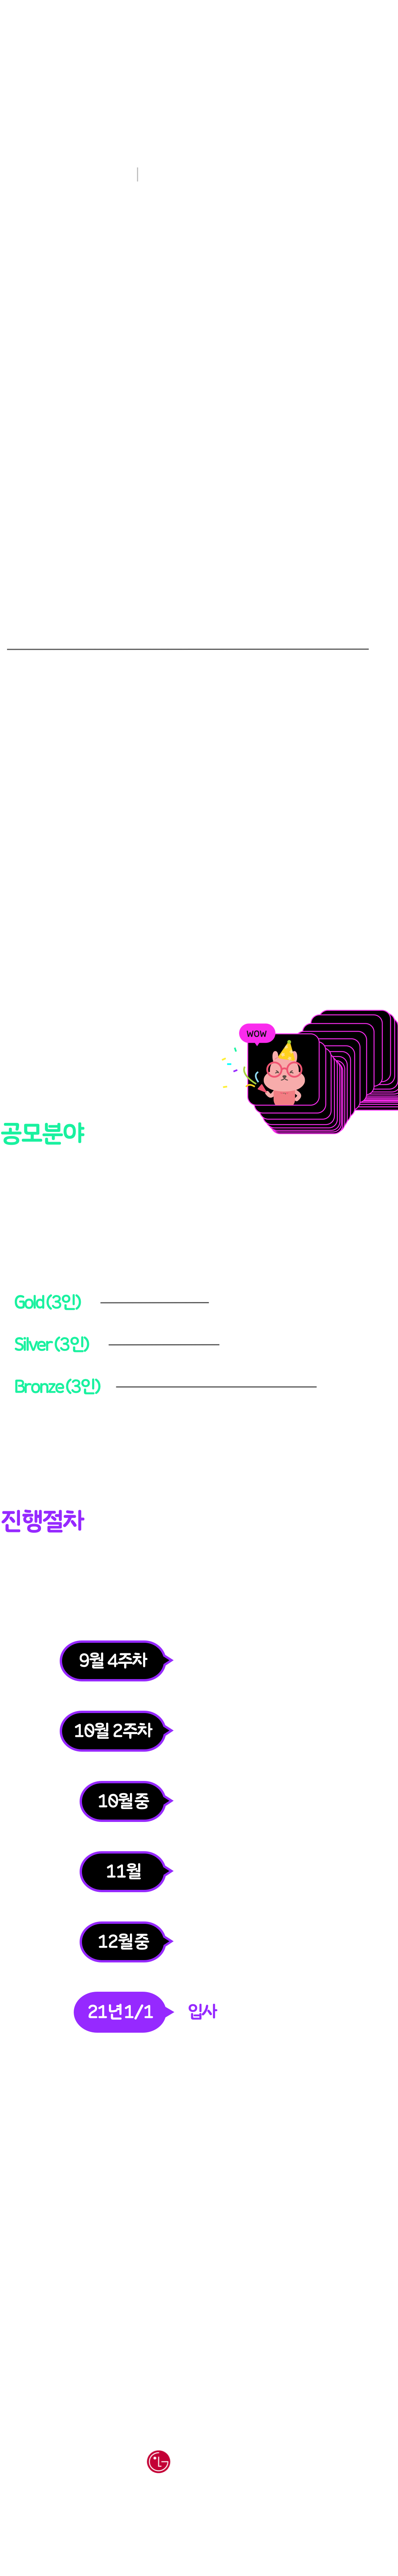 WOW
공모분야
Gold (3인)
Silver (3인)
Bronze (3인)
진행절차
9월 4주차
10월 2주차
10월중
11월
12월중
21년 1/1 입사
LG